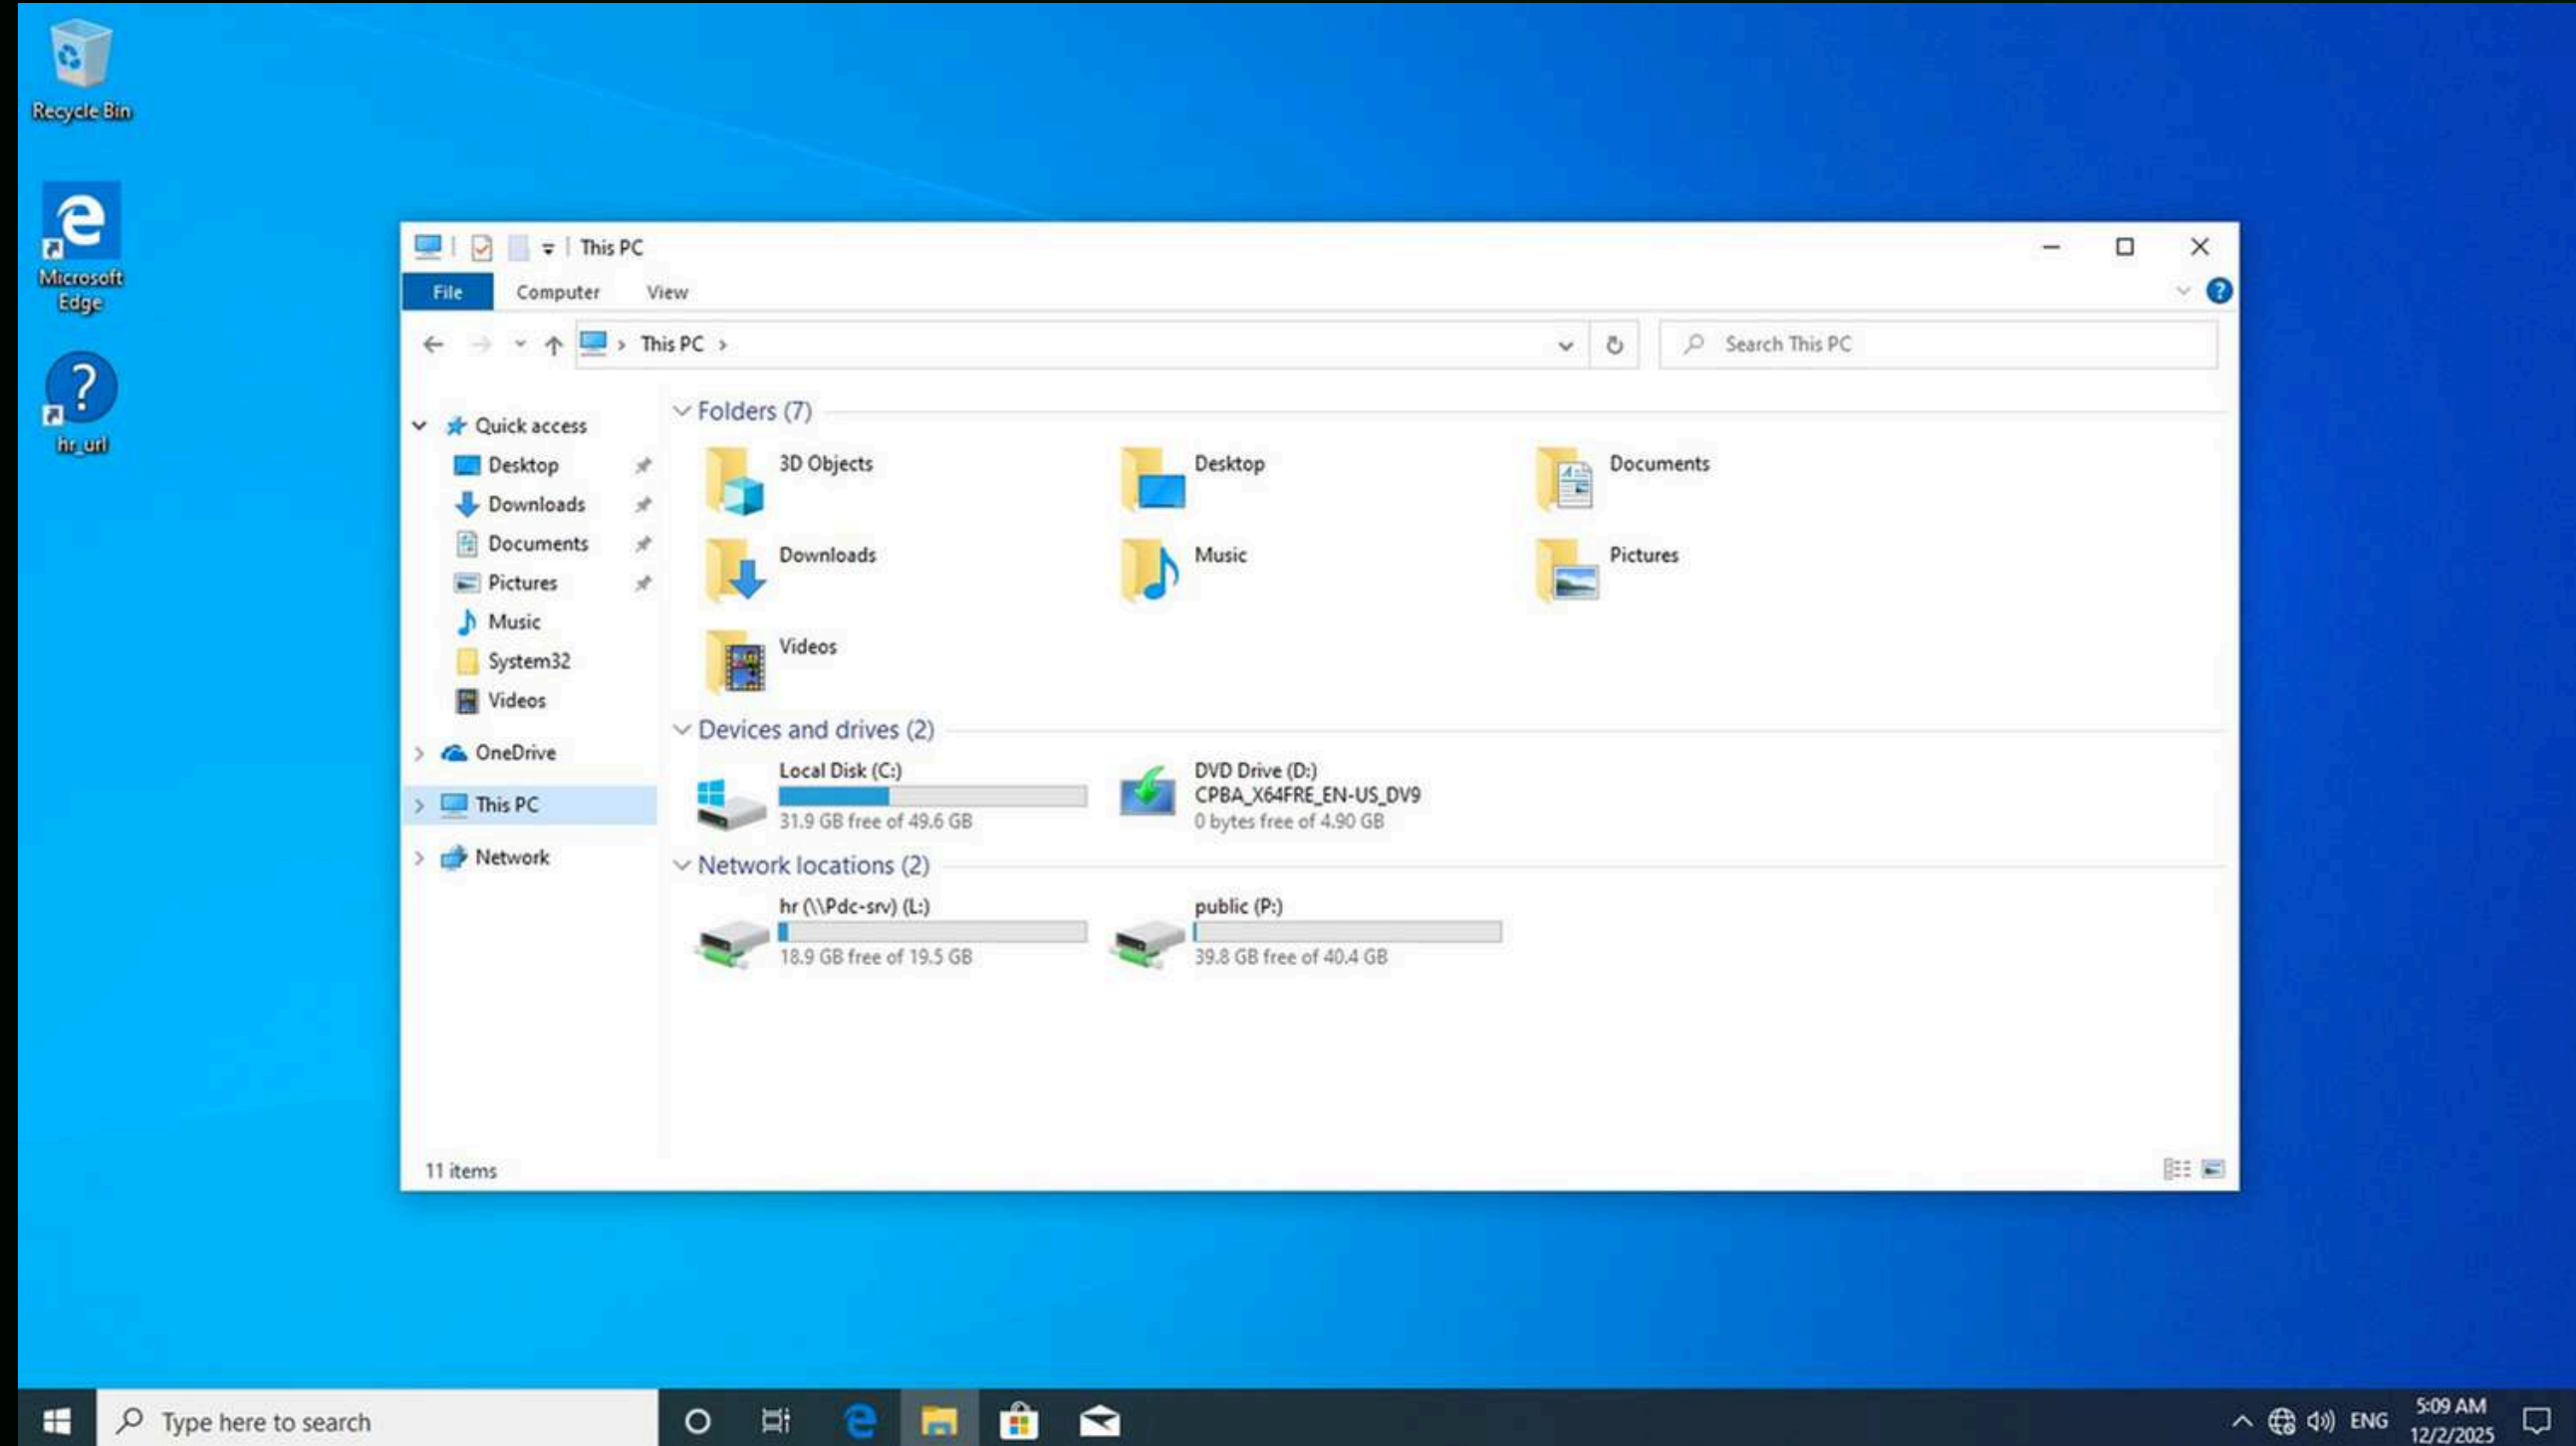 Recycle Bin
Microsoft
Edge
hr_url
This PC
File Computer View
This PC
Search This PC
Quick access
Desktop
Downloads
Documents
Pictures
Music
System32
Videos
OneDrive
This PC
Network
Folders (7)
3D Objects
Desktop
Documents
Downloads
Music
Pictures
Videos
Devices and drives (2)
Local Disk (C:)
31.9 GB free of 49.6 GB
DVD Drive (D:)
CPBA_X64FRE_EN-US_DV9
0 bytes free of 4.90 GB
Network locations (2)
hr (\\Pdc-srv) (L:)
18.9 GB free of 19.5 GB
public (P:)
39.8 GB free of 40.4 GB
11 items
Type here to search
ENG
5:09 AM
12/2/2025